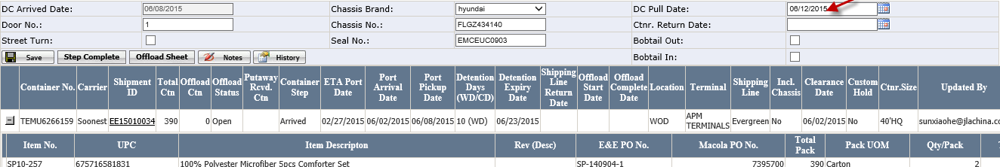 DC Arrived Date: 06/08/2015 Chassis Brand: hyundai DC Pull Date: 06/12/2015
Door No.: 1 Chassis No.: FLGZ434140 Ctnr. Return Date:
Street Turn: Seal No.: EMCEUC0903 Bobtail Out:
Save Step Complete Offload Sheet Notes History Bobtail In:
Container No. Carrier Shipment ID Total Ctn Offload Ctn Offload Status Putaway Rcvd. Ctn Container Step ETA Port Date Port Arrival Date Port Pickup Date Detention Days (WD/CD) Detention Expiry Date Shipping Line Return Date Offload Start Date Offload Complete Date Location Terminal Shipping Line Incl. Chassis Clearance Date Custom Hold Ctnr.Size Updated By
TEMU6266159 Soonest EE15010034 390 0 Open Arrived 02/27/2015 06/02/2015 06/08/2015 10 (WD) 06/23/2015 WOD APM TERMINALS Evergreen No 06/02/2015 No 40'HQ sunxiaohe@jlachina.c
Item No. UPC Item Descripton Rev (Desc) E&E PO No. Macola PO No. Total Pack Pack UOM Qty/Pack
SP10-257 675716581831 100% Polyester Microfiber 5pcs Comforter Set SP-140904-1 7395700 390 Carton 2